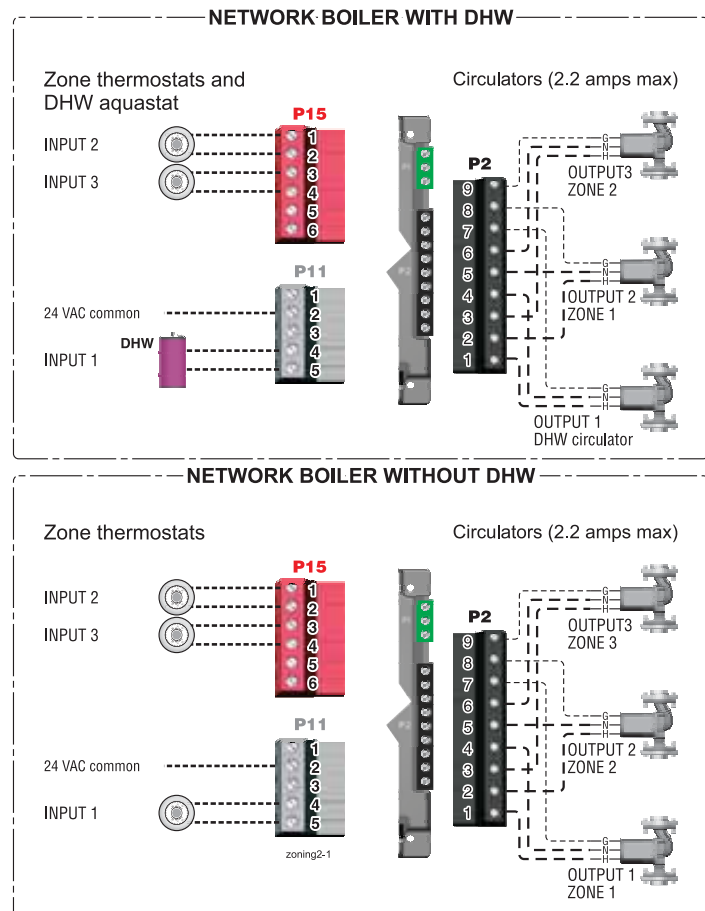 NETWORK BOILER WITH DHW
Zone thermostats and
DHW aquastat
Circulators (2.2 amps max)
P15
INPUT 2
INPUT 3
1
2
3
4
5
6
P11
24 VAC common
DHW
INPUT 1
1
2
3
4
5
P2
P2
9
8
7
6
5
4
3
2
1
G
N
H
OUTPUT3
ZONE 2
G
N
H
OUTPUT 2
ZONE 1
G
N
H
OUTPUT 1
DHW circulator
NETWORK BOILER WITHOUT DHW
Zone thermostats
Circulators (2.2 amps max)
P15
INPUT 2
INPUT 3
1
2
3
4
5
6
P11
24 VAC common
INPUT 1
1
2
3
4
5
zoning2-1
P2
P2
9
8
7
6
5
4
3
2
1
G
N
H
OUTPUT3
ZONE 3
G
N
H
OUTPUT 2
ZONE 2
G
N
H
OUTPUT 1
ZONE 1